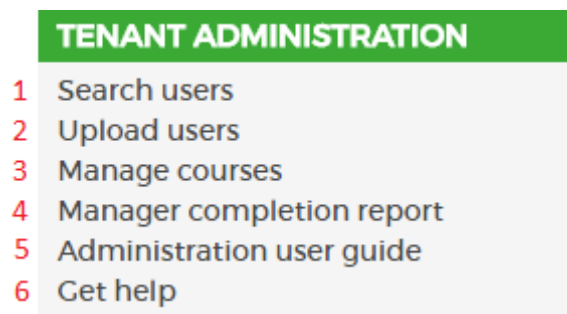 TENANT ADMINISTRATION
1 Search users
2 Upload users
3 Manage courses
4 Manager completion report
5 Administration user guide
6 Get help